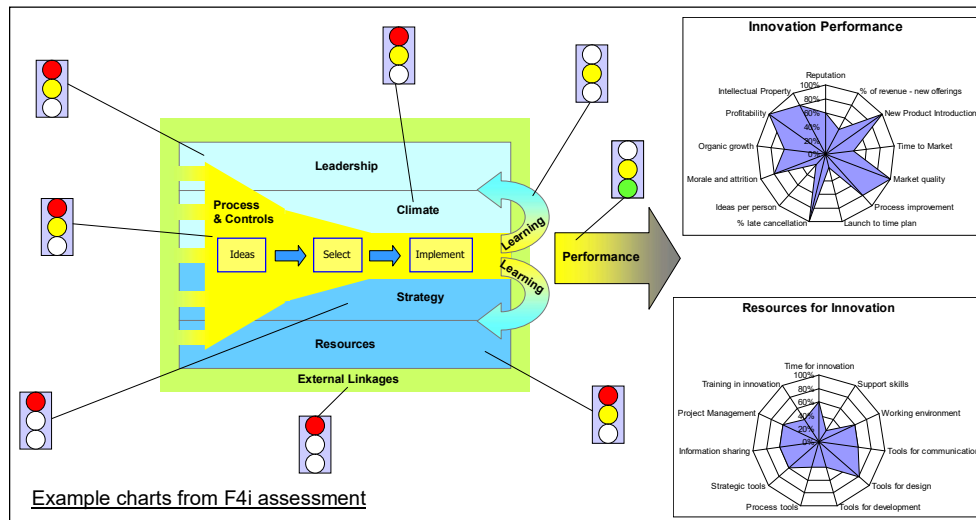 Leadership
Climate
Process
& Controls
Ideas
Select
Implement
Learning
Learning
Performance
Strategy
Resources
External Linkages
Example charts from F4i assessment
Innovation Performance
Reputation
% of revenue - new offerings
New Product Introduction
Time to Market
Market quality
Process improvement
Launch to time plan
% late cancellation
Ideas per person
Morale and attrition
Organic growth
Profitability
Intellectual Property
100%
80%
60%
40%
20%
0%
Resources for Innovation
Time for innovation
Support skills
Working environment
Tools for communication
Tools for design
Tools for development
Process tools
Strategic tools
Information sharing
Project Management
Training in innovation
100%
80%
60%
40%
20%
0%